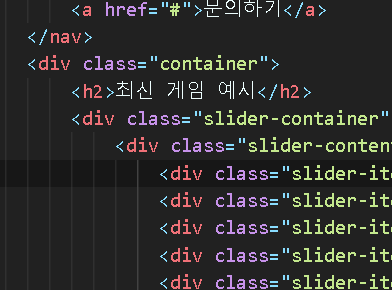 <a href="#">문의하기</a>
</nav>
<div class="container">
<h2>최신 게임 예시</h2>
<div class="slider-container"
<div class="slider-conten
<div class="slider-ite
<div class="slider-ite
<div class="slider-ite
<div class="slider-ite
<div class="slider-ite